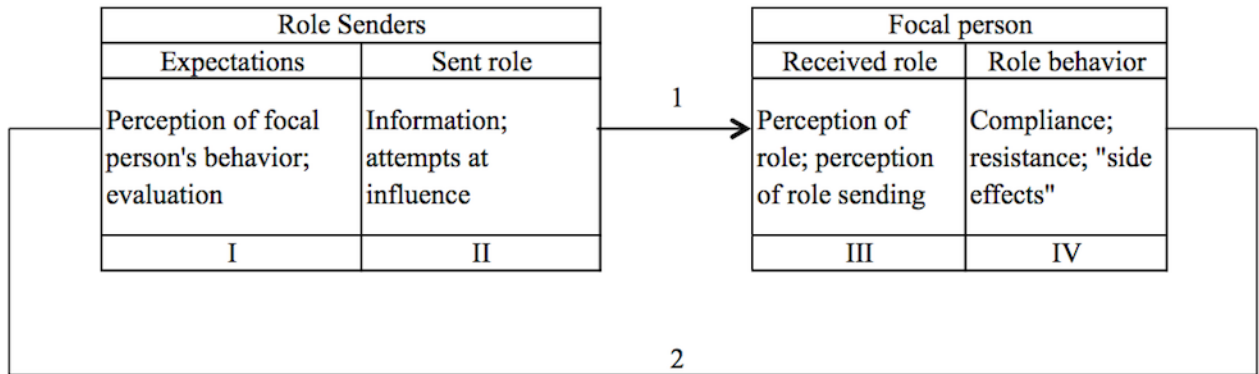 Role Senders
Expectations
Sent role
Perception of focal
person's behavior;
evaluation
Information;
attempts at
influence
I
II
1
Focal person
Received role
Role behavior
Perception of
role; perception
of role sending
Compliance;
resistance; "side
effects"
III
IV
2